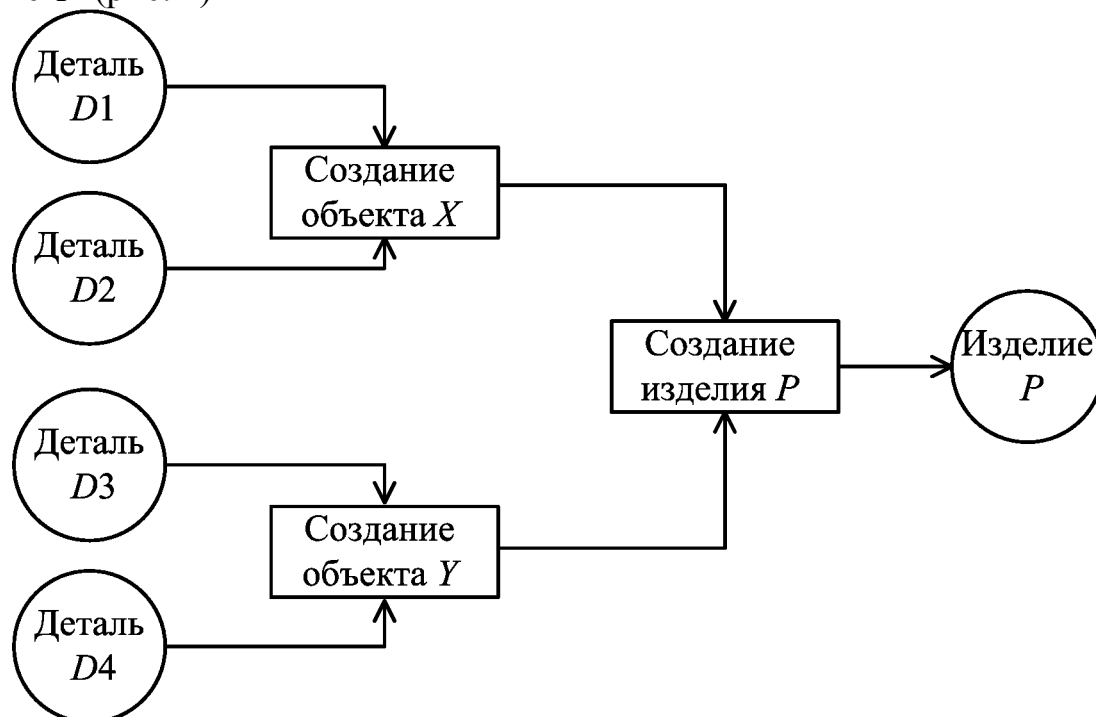 Деталь
D1
Создание
объекта X
Деталь
D2
Создание
изделия P
Изделие
P
Деталь
D3
Создание
объекта Y
Деталь
D4